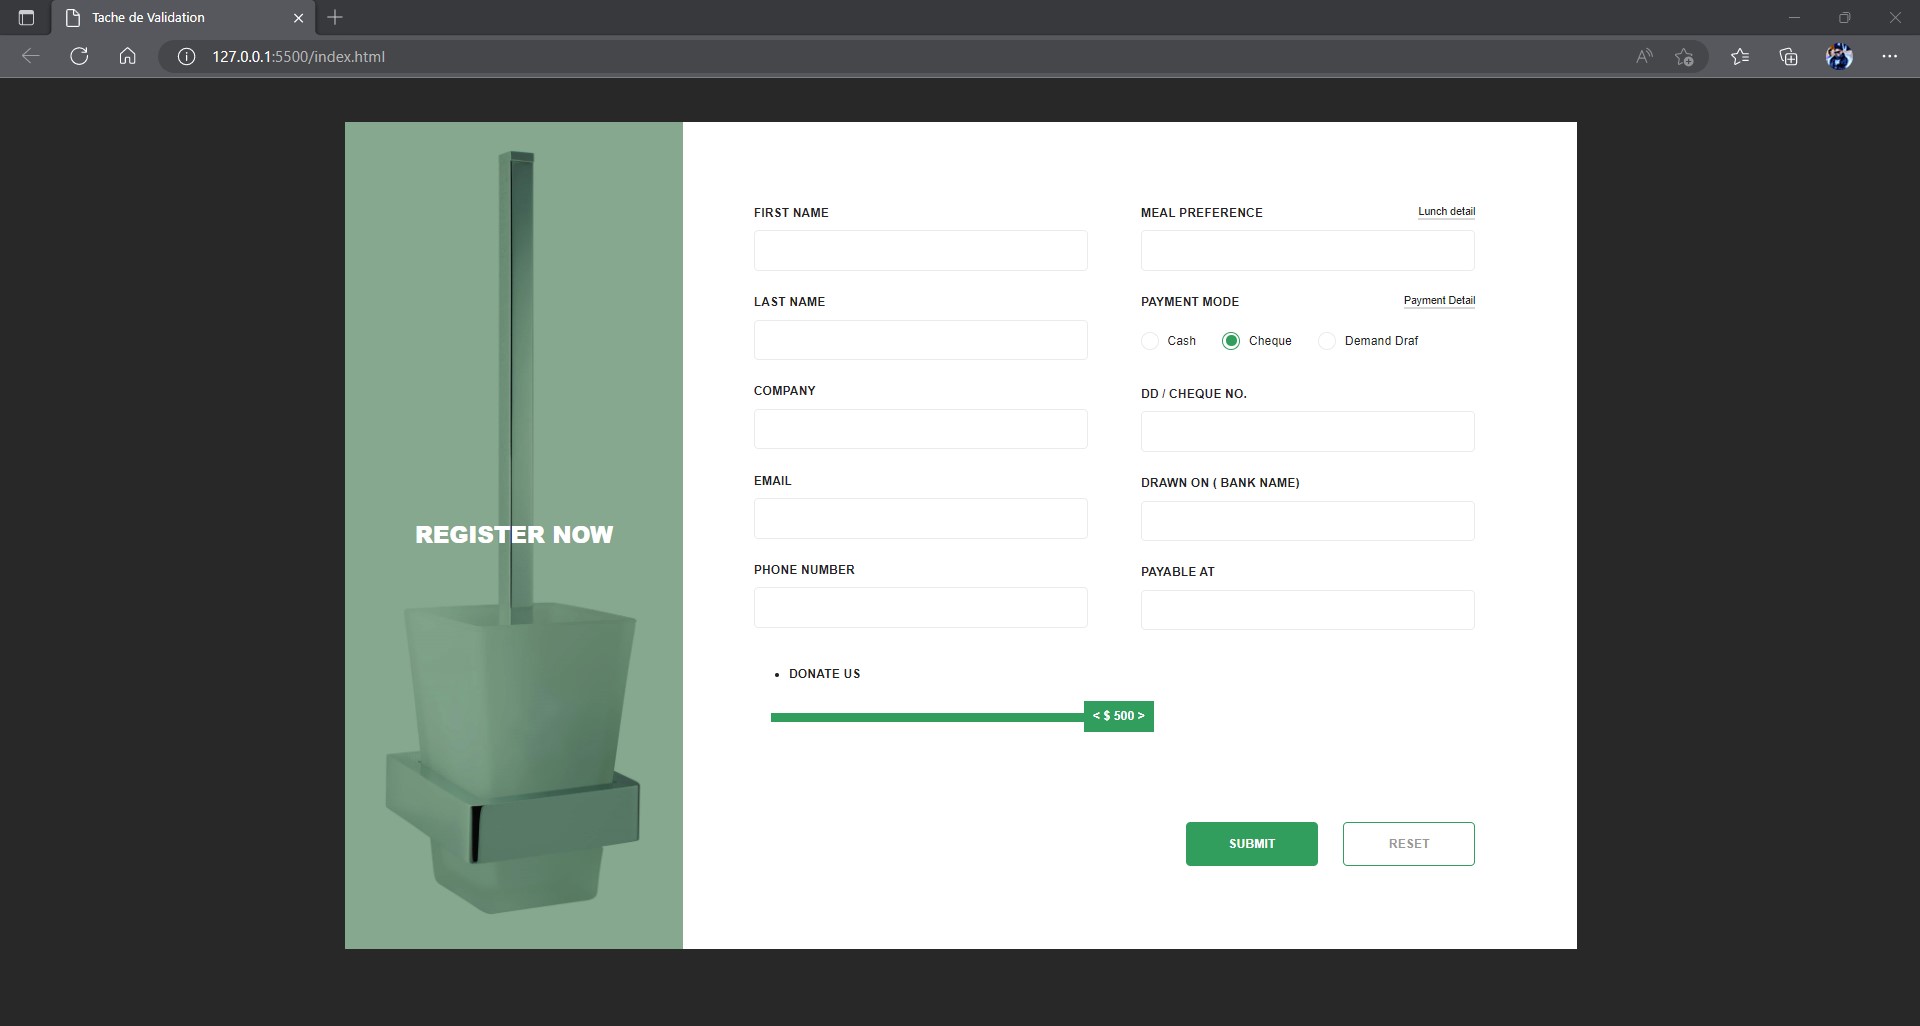 Tache de Validation
127.0.0.1:5500/index.html
REGISTER NOW
FIRST NAME
LAST NAME
COMPANY
EMAIL
PHONE NUMBER
MEAL PREFERENCE
Lunch detail
PAYMENT MODE
Payment Detail
Cash Cheque Demand Draf
DD / CHEQUE NO.
DRAWN ON ( BANK NAME)
PAYABLE AT
• DONATE US
< $ 500 >
SUBMIT
RESET